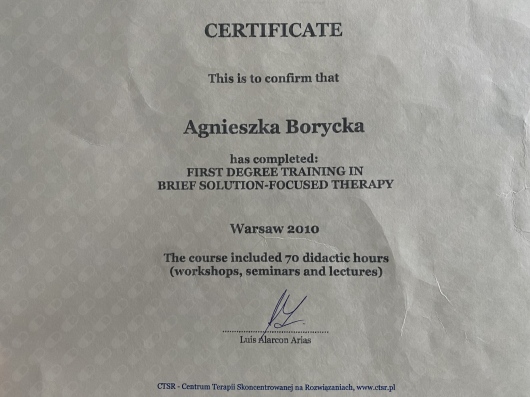 CERTIFICATE
This is to confirm that
Agnieszka Borycka
has completed:
FIRST DEGREE TRAINING IN
BRIEF SOLUTION-FOCUSED THERAPY
Warsaw 2010
The course included 70 didactic hours
(workshops, seminars and lectures)
Luis Alarcon Arias
CTSR - Centrum Terapii Skoncentrowanej na Rozwiązaniach, www.ctsr.pl